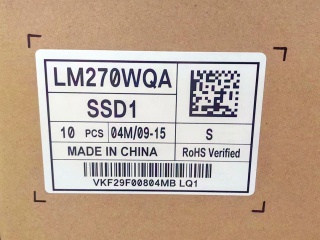 LM270WQA
SSD1
10 PCS 04M/09-15 S
MADE IN CHINA RoHS Verified
VKF29F00804MB LQ1